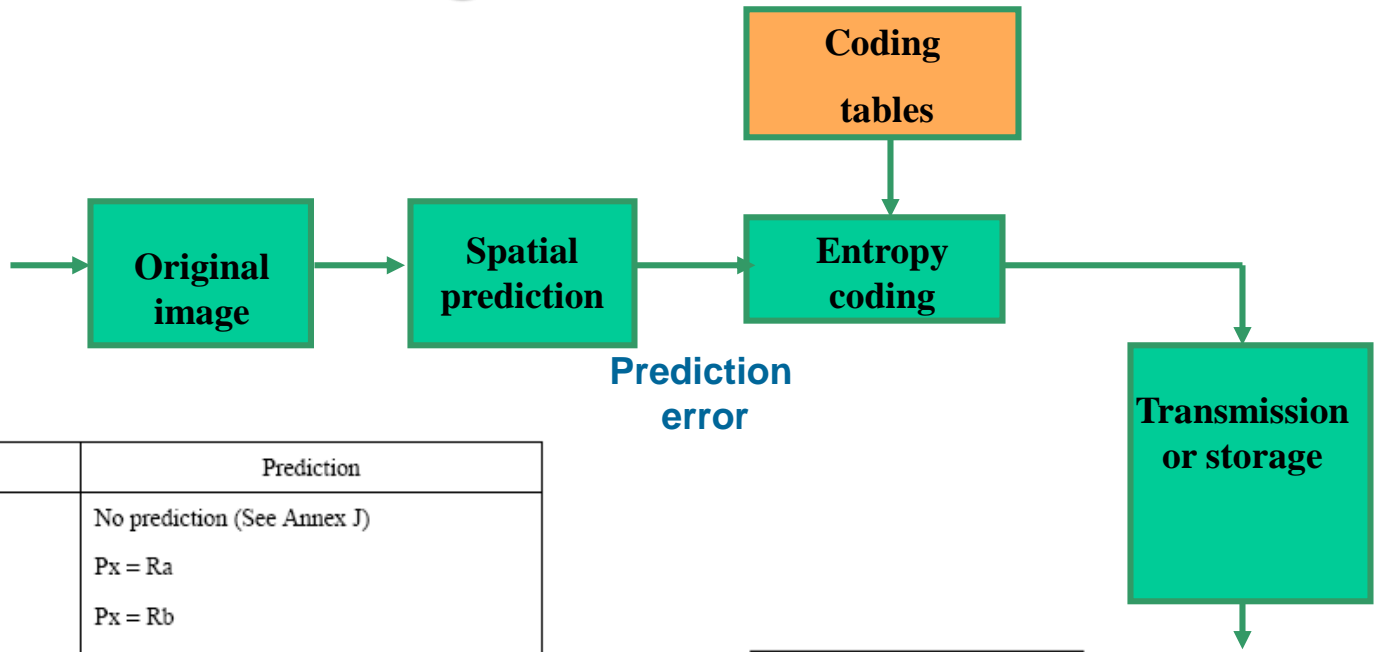 Coding
tables
Original
image
Spatial
prediction
Entropy
coding
Prediction
error
Transmission
or storage
Prediction
No prediction (See Annex J)
Px = Ra
Px = Rb